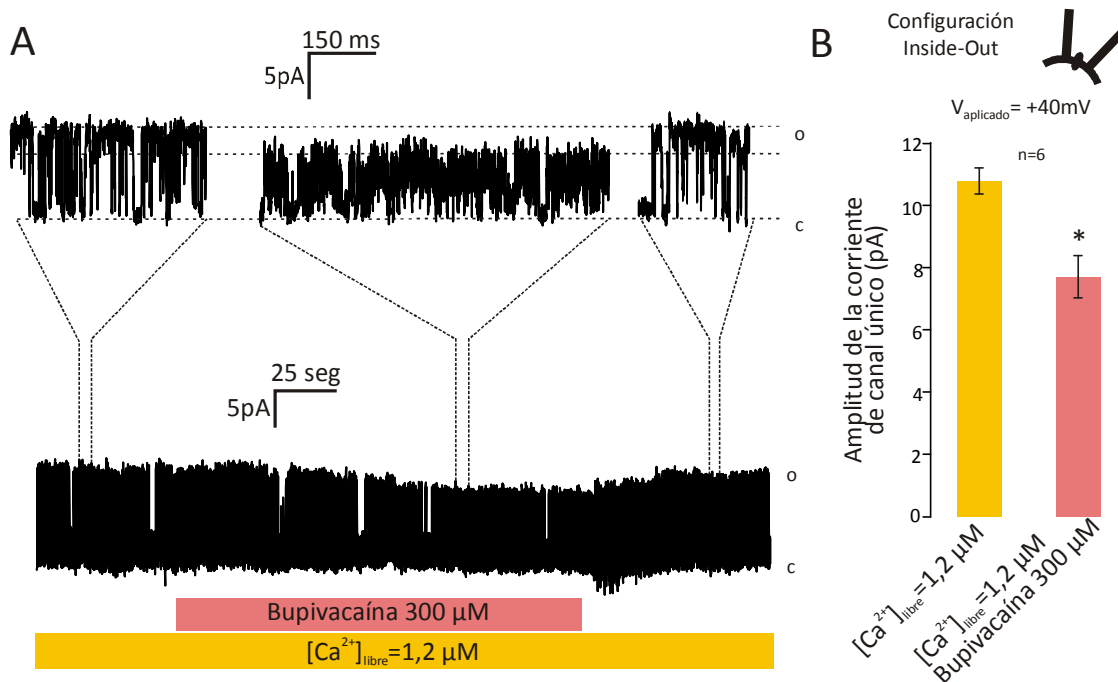 A
150 ms
5pA
o
c
25 seg
5pA
o
c
Bupivacaína 300 µM
[Ca²⁺]libre=1,2 µM
B
Configuración
Inside-Out
Vaplicado= +40mV
n=6
*
Amplitud de la corriente
de canal único (pA)
12
10
8
6
4
2
0
[Ca²⁺]libre=1,2 µM
[Ca²⁺]libre=1,2 µM
Bupivacaína 300 µM